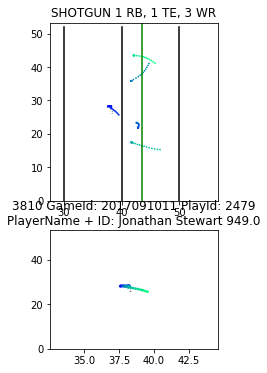 SHOTGUN 1 RB, 1 TE, 3 WR
50
40
30
20
10
0
30 40 50
3810 GameId: 2017091011 PlayId: 2479
PlayerName + ID: Jonathan Stewart 949.0
40
20
0
35.0 37.5 40.0 42.5